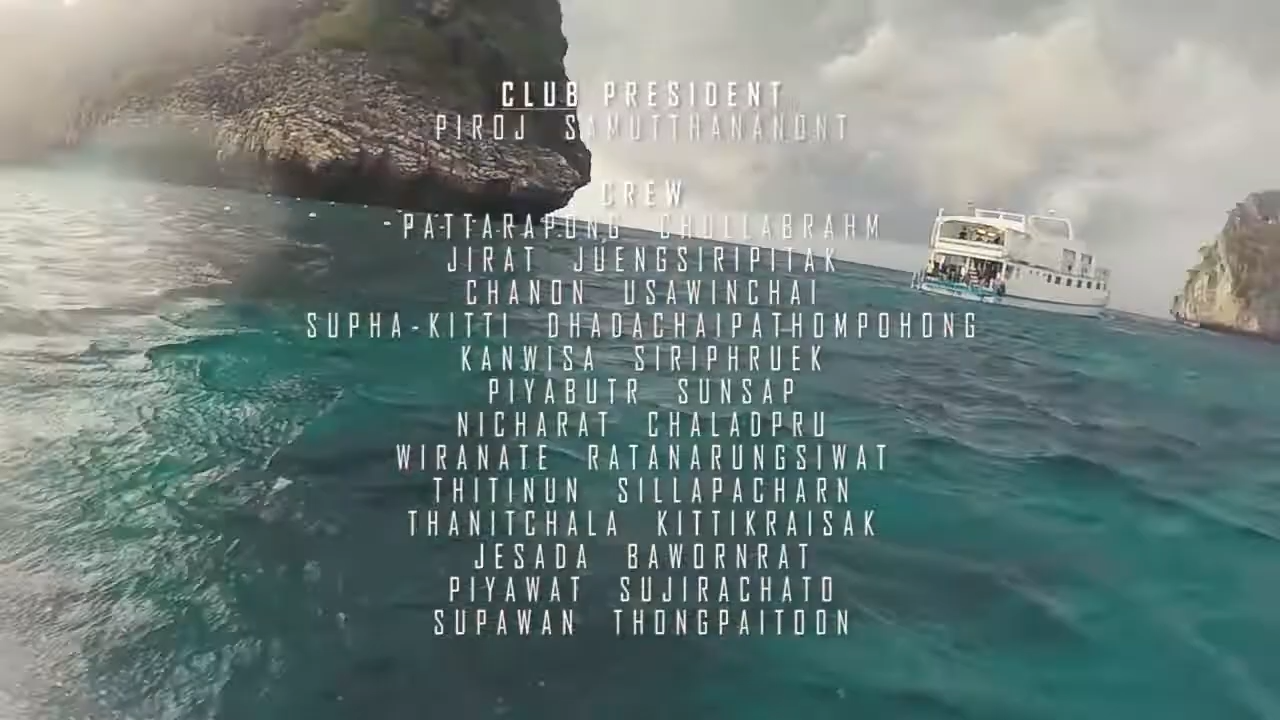 CLUB PRESIDENT
PIROJ SAMUTTHANANONT
CREW
PATTARAPONG CHULLABRAHM
JIRAT JUENGSIRIPITAK
CHANON USAWINCHAI
SUPHA-KITTI DHADACHAIPATHOMPOHONG
KANWISA SIRIPHRUEK
PIYABUTR SUNSAP
NICHARAT CHALADPRU
WIRANATE RATANARUNGSIWAT
THITINUN SILLAPACHARN
THANITCHALA KITTIKRAISAK
JESADA BAWORNRAT
PIYAWAT SUJIRACHATO
SUPAWAN THONGPAITOON